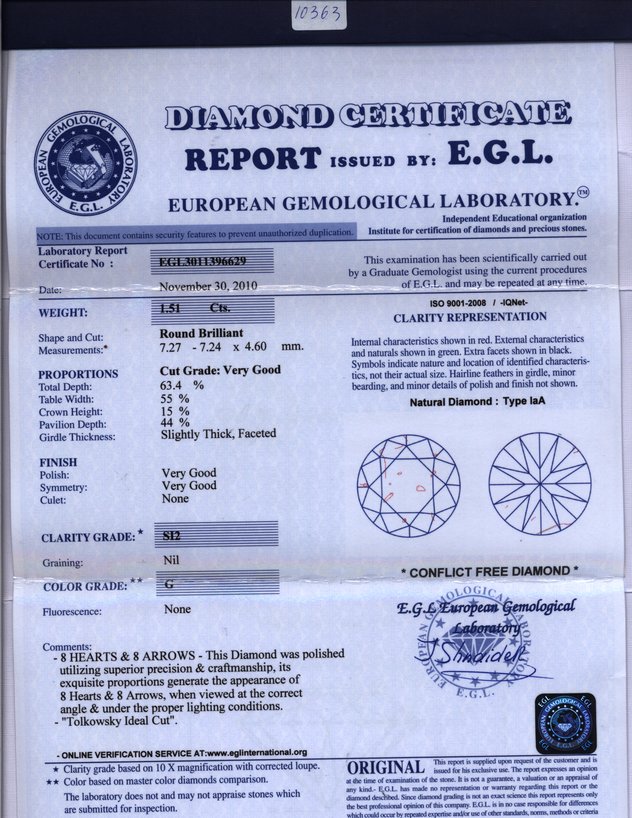 10363
DIAMOND CERTIFICATE
REPORT ISSUED BY: E.G.L.
EUROPEAN GEMOLOGICAL LABORATORY.™
EUROPEAN GEMOLOGICAL LABORATORY
E.G.L.
Independent Educational organization
Institute for certification of diamonds and precious stones.
NOTE: This document contains security features to prevent unauthorized duplication.
Laboratory Report
Certificate No : EGL3011396629
Date: November 30, 2010
WEIGHT: 1.51 Cts.
Shape and Cut: Round Brilliant
Measurements:* 7.27 - 7.24 x 4.60 mm.
PROPORTIONS Cut Grade: Very Good
Total Depth: 63.4 %
Table Width: 55 %
Crown Height: 15 %
Pavilion Depth: 44 %
Girdle Thickness: Slightly Thick, Faceted
FINISH
Polish: Very Good
Symmetry: Very Good
Culet: None
CLARITY GRADE: * SI2
Graining: Nil
COLOR GRADE: ** G
Fluorescence: None
Comments:
- 8 HEARTS & 8 ARROWS - This Diamond was polished
utilizing superior precision & craftmanship, its
exquisite proportions generate the appearance of
8 Hearts & 8 Arrows, when viewed at the correct
angle & under the proper lighting conditions.
- "Tolkowsky Ideal Cut".
- ONLINE VERIFICATION SERVICE AT:www.eglinternational.org
★ Clarity grade based on 10 X magnification with corrected loupe.
★★ Color based on master color diamonds comparison.
The laboratory does not and may not appraise stones which
are submitted for inspection.
This examination has been scientifically carried out
by a Graduate Gemologist using the current procedures
of E.G.L. and may be repeated at any time.
ISO 9001-2008 / -IQNet-
CLARITY REPRESENTATION
Internal characteristics shown in red. External characteristics
and naturals shown in green. Extra facets shown in black.
Symbols indicate nature and location of identified characteris-
tics, not their actual size. Hairline feathers in girdle, minor
bearding, and minor details of polish and finish not shown.
Natural Diamond : Type IaA
* CONFLICT FREE DIAMOND *
E.G.L European Gemological
Laboratory
EUROPEAN GEMOLOGICAL LABORATORY
E.G.L.
EGL EGL
EUROPEAN GEMOLOGICAL LABORATORY
E.G.L.
EGL EGL
ORIGINAL This report is supplied upon request of the customer and is
issued for his exclusive use. The report expresses an opinion
at the time of examination of the stone. It is not a guarantee, a valuation or an appraisal of
any kind.- E.G.L. has made no representation or warranty regarding this report or the
diamond described. Since diamond grading is not an exact science this report represents only
the best professional opinion of this company. E.G.L. is in no case responsible for differences
which could occur by repeated expertise and/or use of other standards, norms, methods or criteria